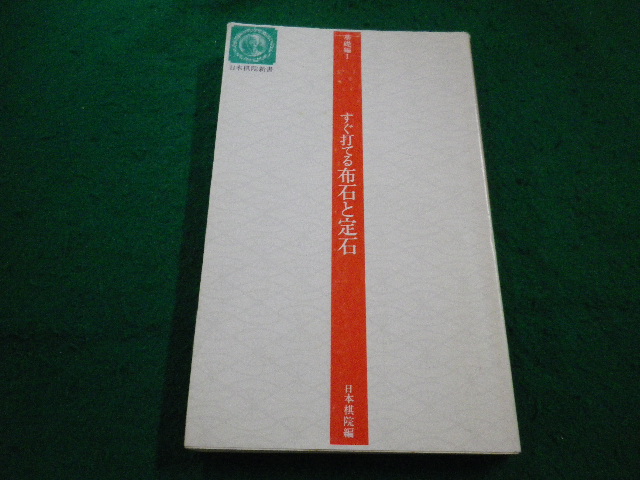 日本棋院新書
基礎編1
すぐ打てる布石と定石
日本棋院編